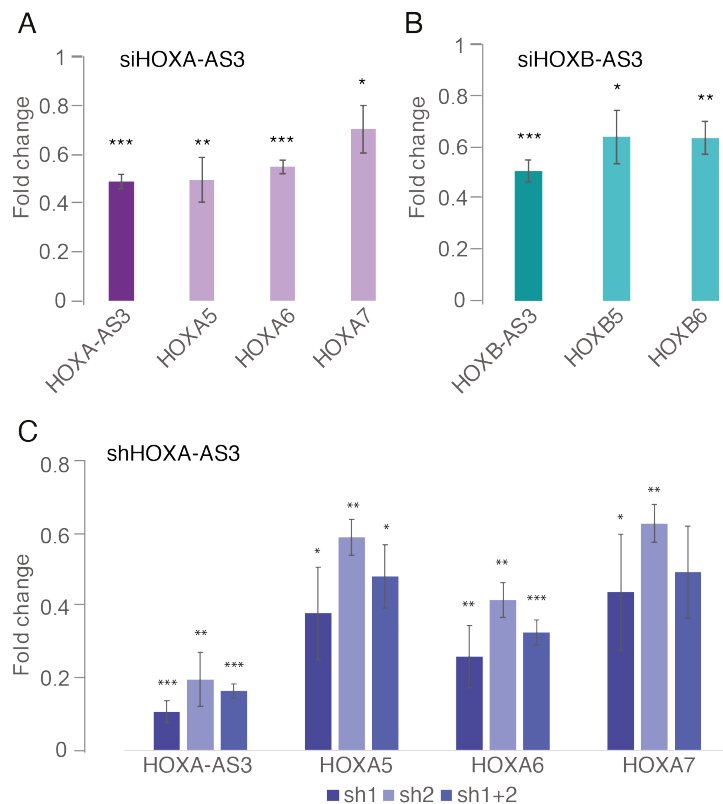 A
siHOXA-AS3
Fold change
1
0.8
0.6
0.4
0.2
0
***
**
***
*
HOXA-AS3
HOXA5
HOXA6
HOXA7
B
siHOXB-AS3
Fold change
1
0.8
0.6
0.4
0.2
0
***
*
**
HOXB-AS3
HOXB5
HOXB6
C
shHOXA-AS3
Fold change
0.8
0.6
0.4
0.2
0
***
**
***
*
**
*
**
**
***
*
**
HOXA-AS3
HOXA5
HOXA6
HOXA7
sh1 sh2 sh1+2